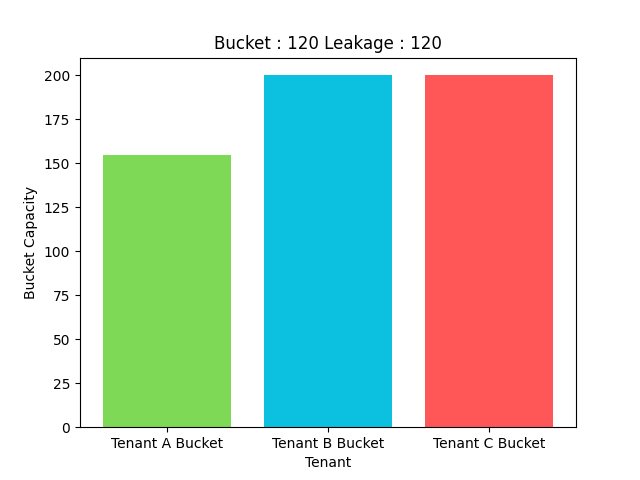 Bucket : 120 Leakage : 120
200
175
150
125
100
75
50
25
0
Bucket Capacity
Tenant A Bucket
Tenant B Bucket
Tenant C Bucket
Tenant